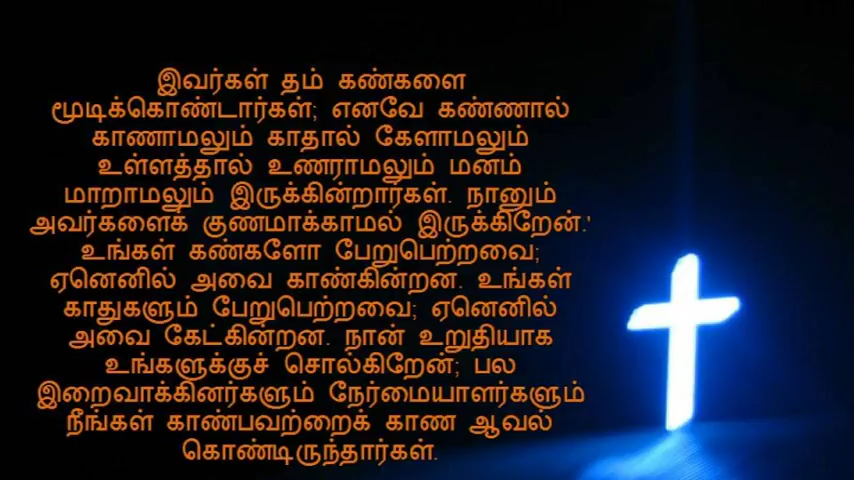 இவர்கள் தம் கண்களை
மூடிக்கொண்டார்கள்; எனவே கண்ணால்
காணாமலும் காதால் கேளாமலும்
உள்ளத்தால் உணராமலும் மனம்
மாறாமலும் இருக்கின்றார்கள். நானும்
அவர்களைக் குணமாக்காமல் இருக்கிறேன்.'
உங்கள் கண்களோ பேறுபெற்றவை;
ஏனெனில் அவை காண்கின்றன. உங்கள்
காதுகளும் பேறுபெற்றவை; ஏனெனில்
அவை கேட்கின்றன. நான் உறுதியாக
உங்களுக்குச் சொல்கிறேன்; பல
இறைவாக்கினர்களும் நேர்மையாளர்களும்
நீங்கள் காண்பவற்றைக் காண ஆவல்
கொண்டிருந்தார்கள்.